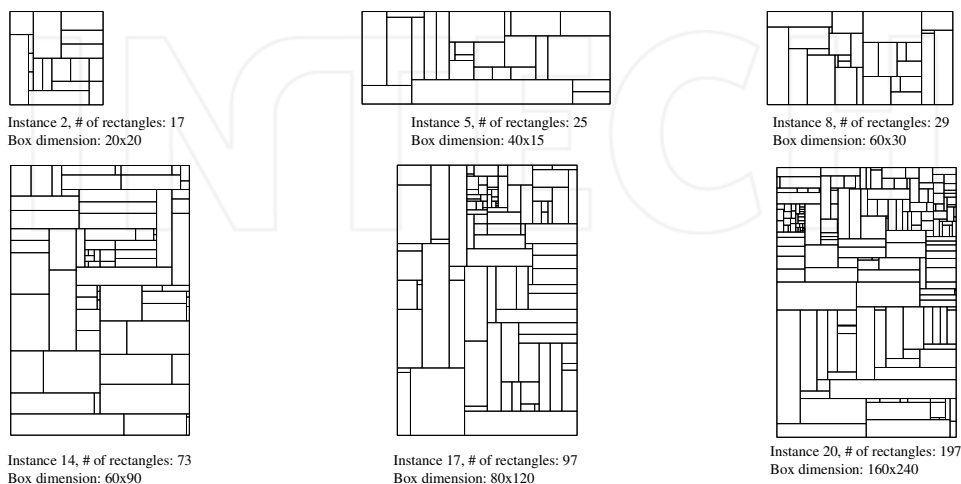 INTECH
Instance 2, # of rectangles: 17
Box dimension: 20x20
Instance 5, # of rectangles: 25
Box dimension: 40x15
Instance 8, # of rectangles: 29
Box dimension: 60x30
Instance 14, # of rectangles: 73
Box dimension: 60x90
Instance 17, # of rectangles: 97
Box dimension: 80x120
Instance 20, # of rectangles: 197
Box dimension: 160x240